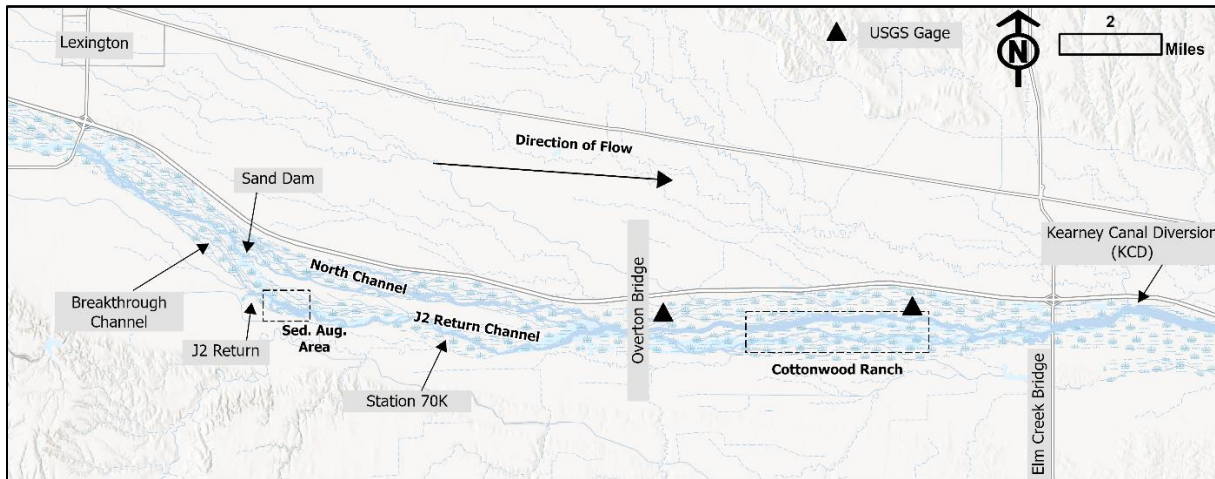 2
Miles
N
USGS Gage
Lexington
Direction of Flow
Sand Dam
Kearney Canal Diversion
(KCD)
North Channel
Breakthrough
Channel
J2 Return
Sed. Aug.
Area
J2 Return Channel
Station 70K
Overton Bridge
Cottonwood Ranch
Elm Creek Bridge